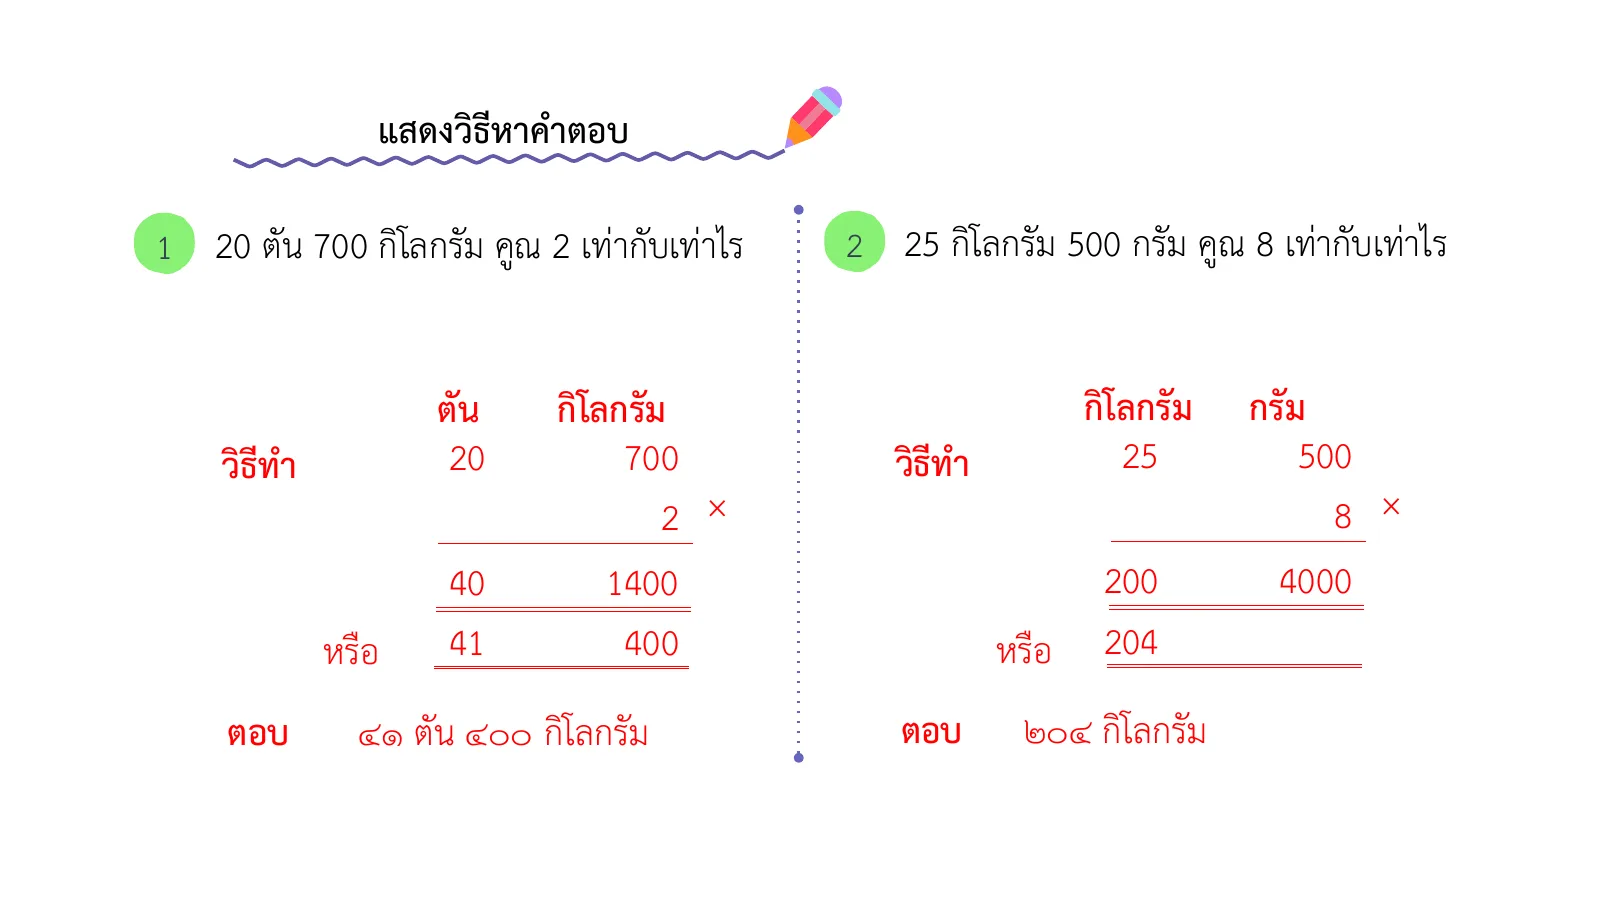 แสดงวิธีหาคำตอบ
1 20 ตัน 700 กิโลกรัม คูณ 2 เท่ากับเท่าไร
ตัน กิโลกรัม
วิธีทำ 20 700
2 ×
40 1400
หรือ 41 400
ตอบ ๔๑ ตัน ๔๐๐ กิโลกรัม
2 25 กิโลกรัม 500 กรัม คูณ 8 เท่ากับเท่าไร
กิโลกรัม กรัม
วิธีทำ 25 500
8 ×
200 4000
หรือ 204
ตอบ ๒๐๔ กิโลกรัม